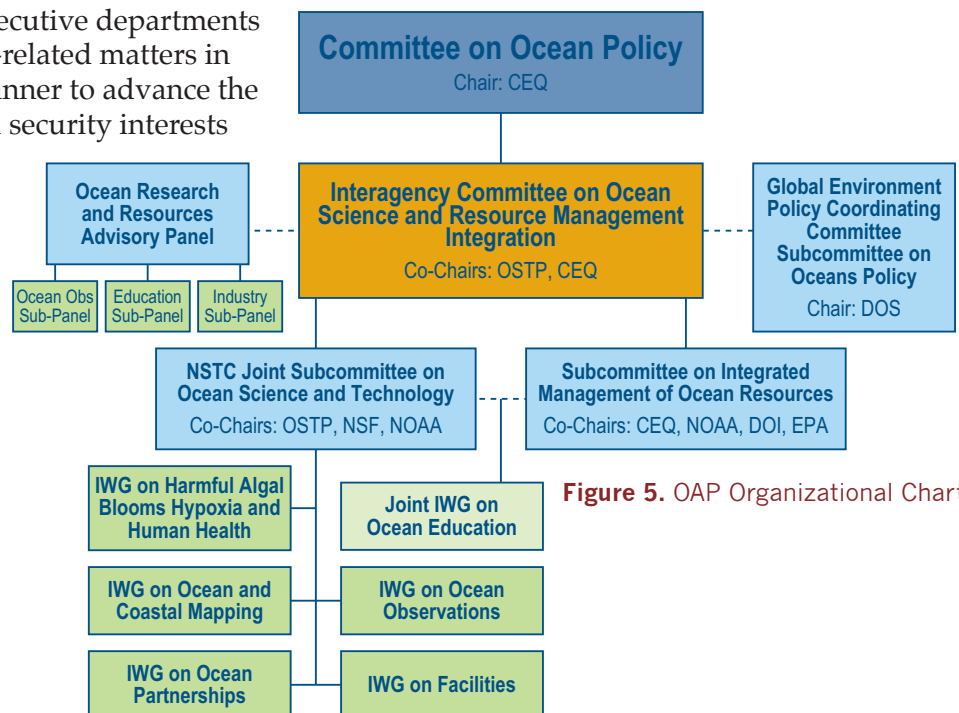 ecutive departments
-related matters in
nner to advance the
security interests
Committee on Ocean Policy
Chair: CEQ
Ocean Research
and Resources
Advisory Panel
Ocean Obs
Sub-Panel
Education
Sub-Panel
Industry
Sub-Panel
Interagency Committee on Ocean
Science and Resource Management
Integration
Co-Chairs: OSTP, CEQ
Global Environment
Policy Coordinating
Committee
Subcommittee on
Oceans Policy
Chair: DOS
NSTC Joint Subcommittee on
Ocean Science and Technology
Co-Chairs: OSTP, NSF, NOAA
Subcommittee on Integrated
Management of Ocean Resources
Co-Chairs: CEQ, NOAA, DOI, EPA
IWG on Harmful Algal
Blooms Hypoxia and
Human Health
Joint IWG on
Ocean Education
IWG on Ocean and
Coastal Mapping
IWG on Ocean
Observations
IWG on Ocean
Partnerships
IWG on Facilities
Figure 5. OAP Organizational Chart